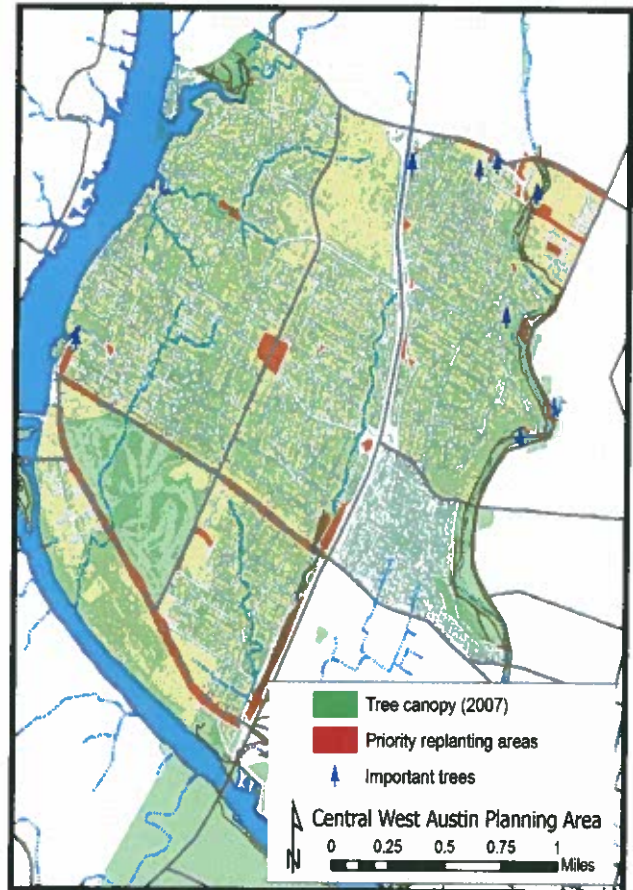 Tree canopy (2007)
Priority replanting areas
Important trees
Central West Austin Planning Area
N
0 0.25 0.5 0.75 1
Miles